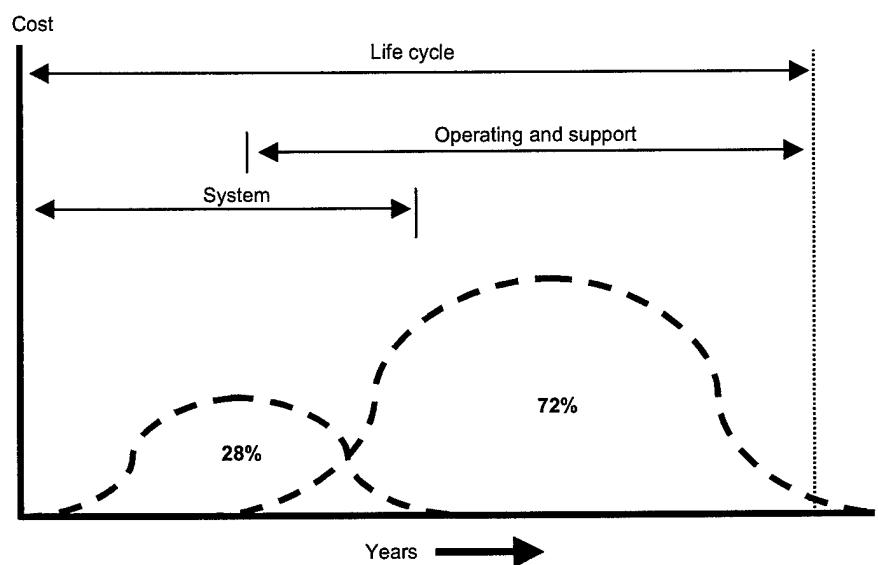 Cost
Life cycle
Operating and support
System
28%
72%
Years